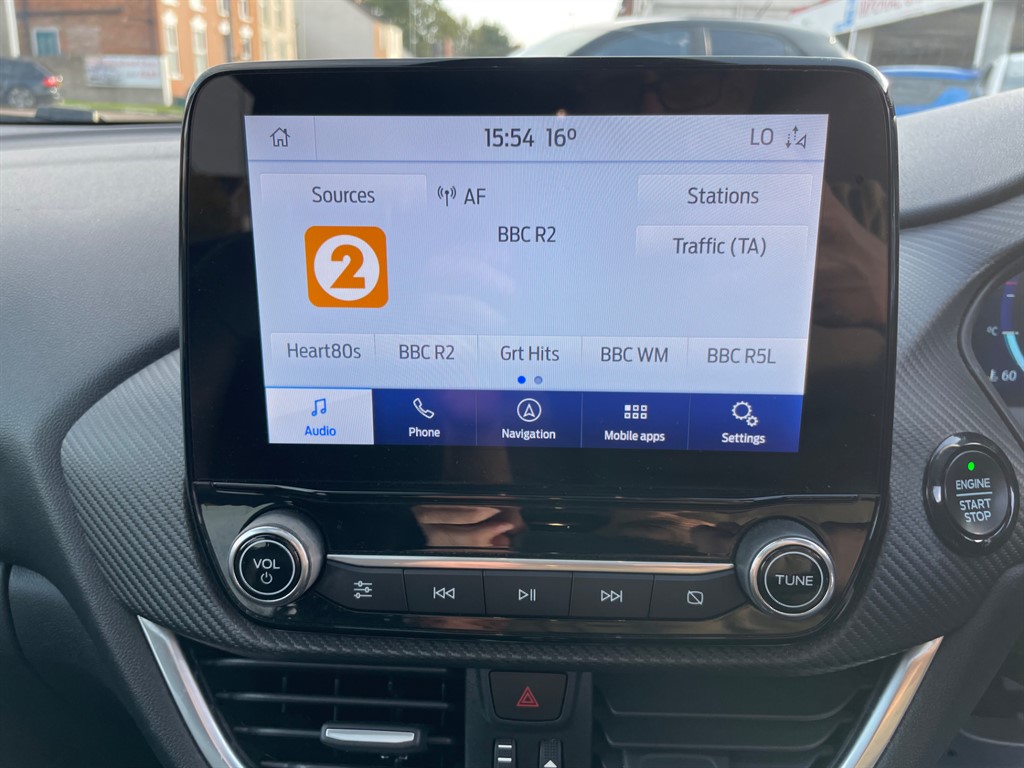 15:54 16º LO
Sources AF Stations
BBC R2
Traffic (TA)
2
Heart80s BBC R2 Grt Hits BBC WM BBC R5L
Audio Phone Navigation Mobile apps Settings
VOL
TUNE
ENGINE
START
STOP
°C
60